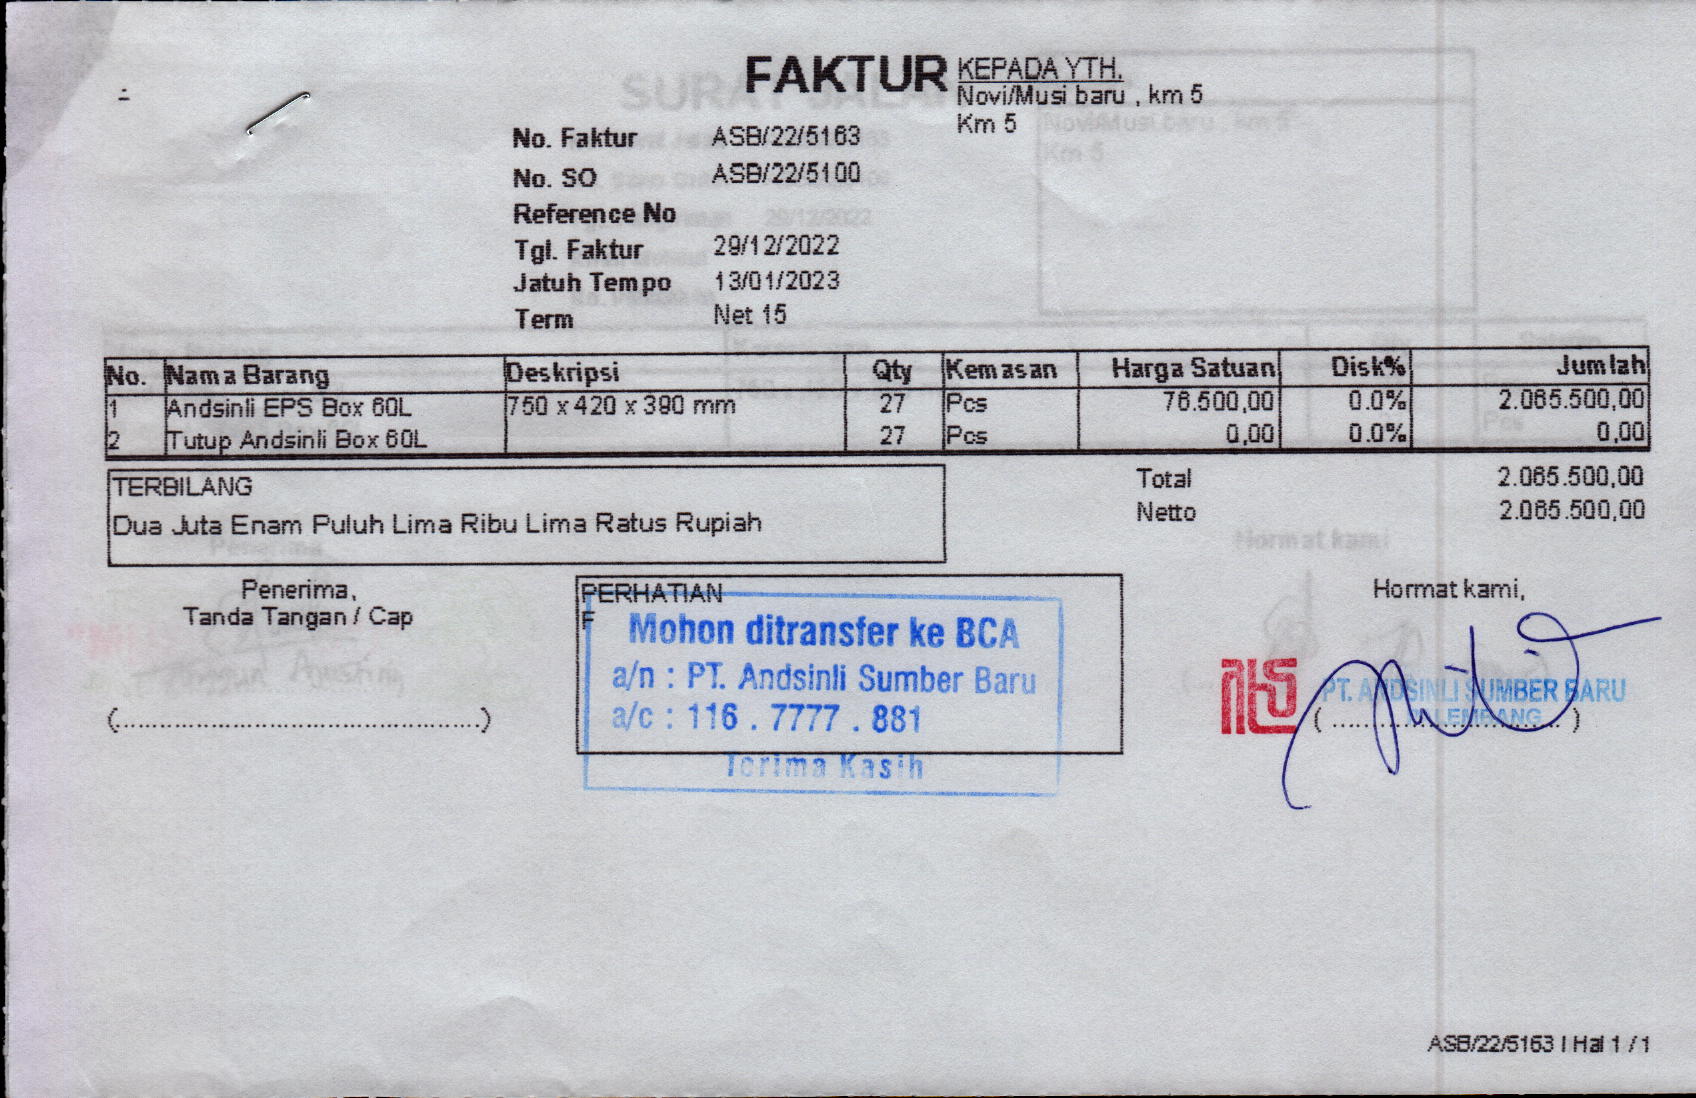 FAKTUR
KEPADA YTH.
Novi/Musi baru , km 5
Km 5
No. Faktur ASB/22/5163
No. SO ASB/22/5100
Reference No
Tgl. Faktur 29/12/2022
Jatuh Tempo 13/01/2023
Term Net 15
No. Nama Barang Deskripsi Qty Kemasan Harga Satuan Disk% Jumlah
1 Andsinli EPS Box 60L 750 x 420 x 390 mm 27 Pcs 76.500,00 0.0% 2.065.500,00
2 Tutup Andsinli Box 60L 27 Pcs 0,00 0.0% 0,00
TERBILANG
Dua Juta Enam Puluh Lima Ribu Lima Ratus Rupiah
Total 2.065.500,00
Netto 2.065.500,00
Penerima,
Tanda Tangan / Cap
(.................................................)
PERHATIAN
F
Mohon ditransfer ke BCA
a/n : PT. Andsinli Sumber Baru
a/c : 116 . 7777 . 881
Terima Kasih
Hormat kami,
PT. ANDSINLI SUMBER BARU
PALEMBANG
(..............................)
ASB/22/5163 | Hal 1 / 1